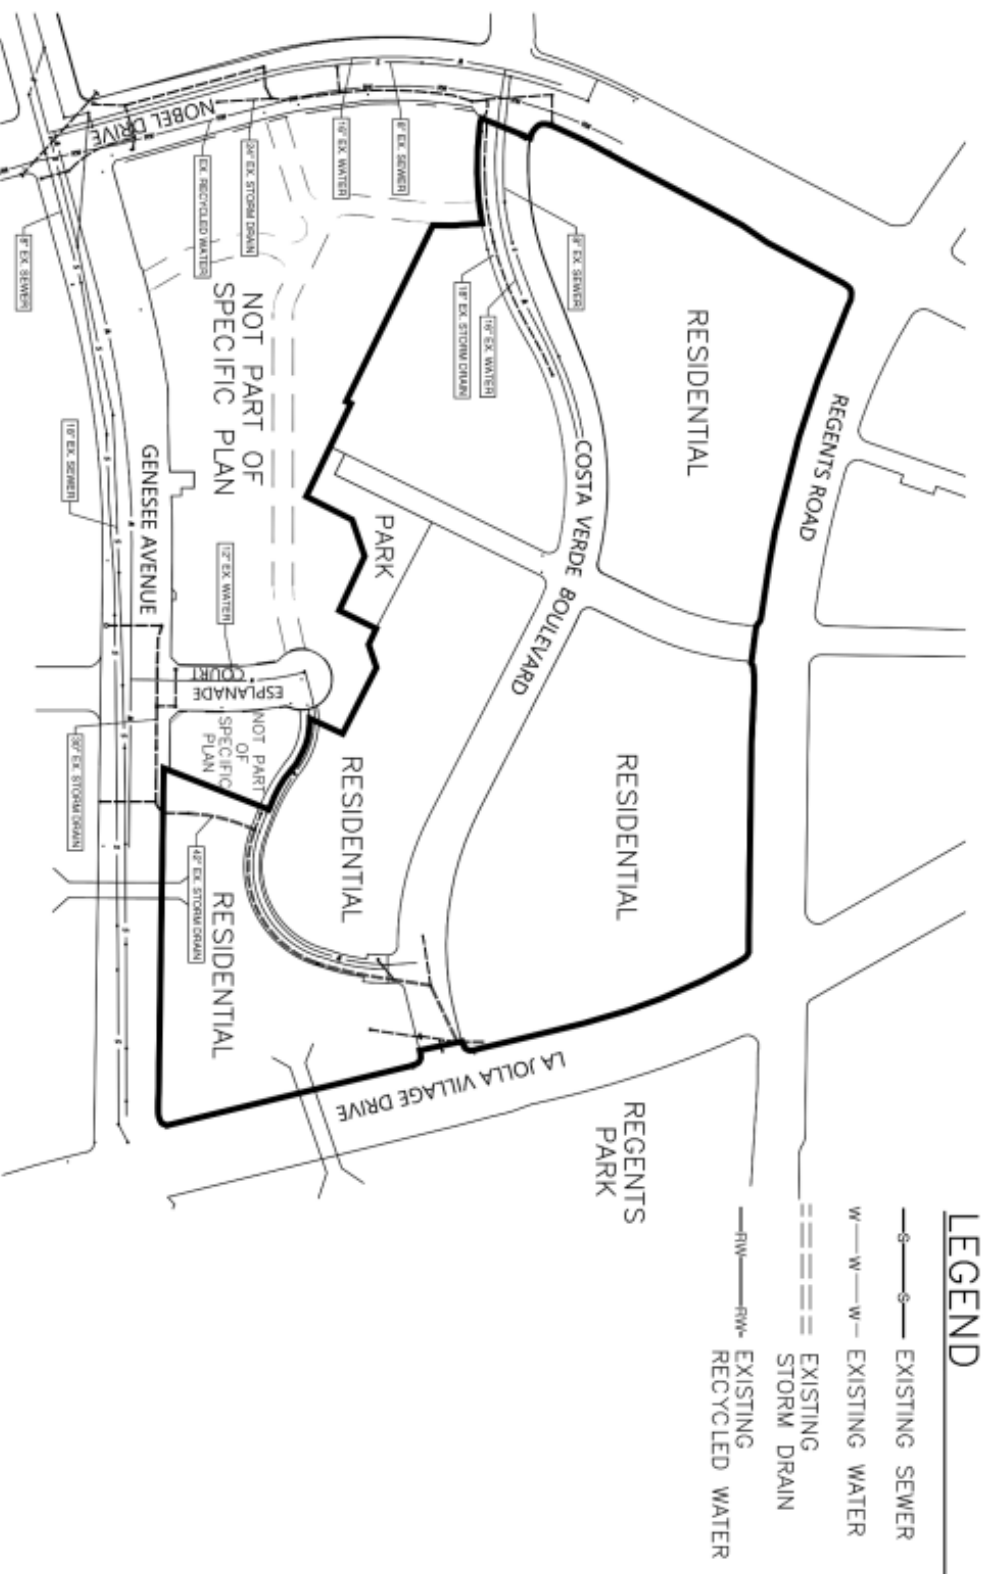 LEGEND
S S EXISTING SEWER
W W W EXISTING WATER
EXISTING
STORM DRAIN
RW RW EXISTING
RECYCLED WATER
REGENTS ROAD
RESIDENTIAL
RESIDENTIAL
REGENTS
PARK
COSTA VERDE BOULEVARD
LA JOLLA VILLAGE DRIVE
8" EX. SEWER
16" EX. WATER
18" EX. STORM DRAIN
PARK
RESIDENTIAL
8" EX. SEWER
16" EX. WATER
24" EX. STORM DRAIN
EX. RECYCLED WATER
NOBEL DRIVE
NOT PART OF
SPECIFIC PLAN
12" EX. WATER
ESPLANADE
COURT
NOT PART
OF
SPECIFIC
PLAN
RESIDENTIAL
42" EX. STORM DRAIN
GENESEE AVENUE
8" EX. SEWER
EX. SEWER
30" EX. STORM DRAIN